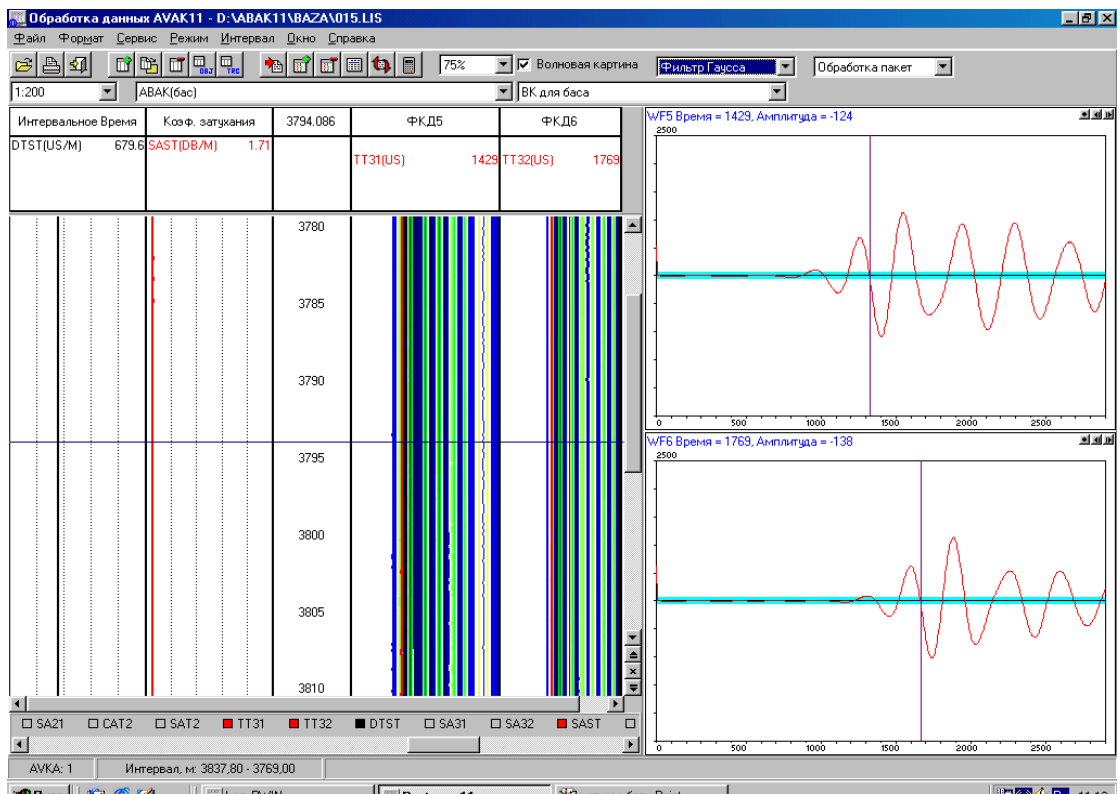 Обработка данных AVAK11 - D:\ABAK11\BAZA\015.LIS
Файл Формат Сервис Режим Интервал Окно Справка
75% Волновая картина Фильтр Гаусса Обработка пакет
1:200 АВАК(бас) ВК для баса
Интервальное Время Коэф. затухания 3794.086 ФКД5 ФКД6
DTST(US/M) 679.6 SAST(DB/M) 1.71
TT31(US) 1429 TT32(US) 1769
3780
3785
3790
3795
3800
3805
3810
SA21 CAT2 SAT2 TT31 TT32 DTST SA31 SA32 SAST
WF5 Время = 1429, Амплитуда = -124
2500
0 500 1000 1500 2000 2500
WF6 Время = 1769, Амплитуда = -138
2500
0 500 1000 1500 2000 2500
AVKA: 1 Интервал, м: 3837,80 - 3769,00